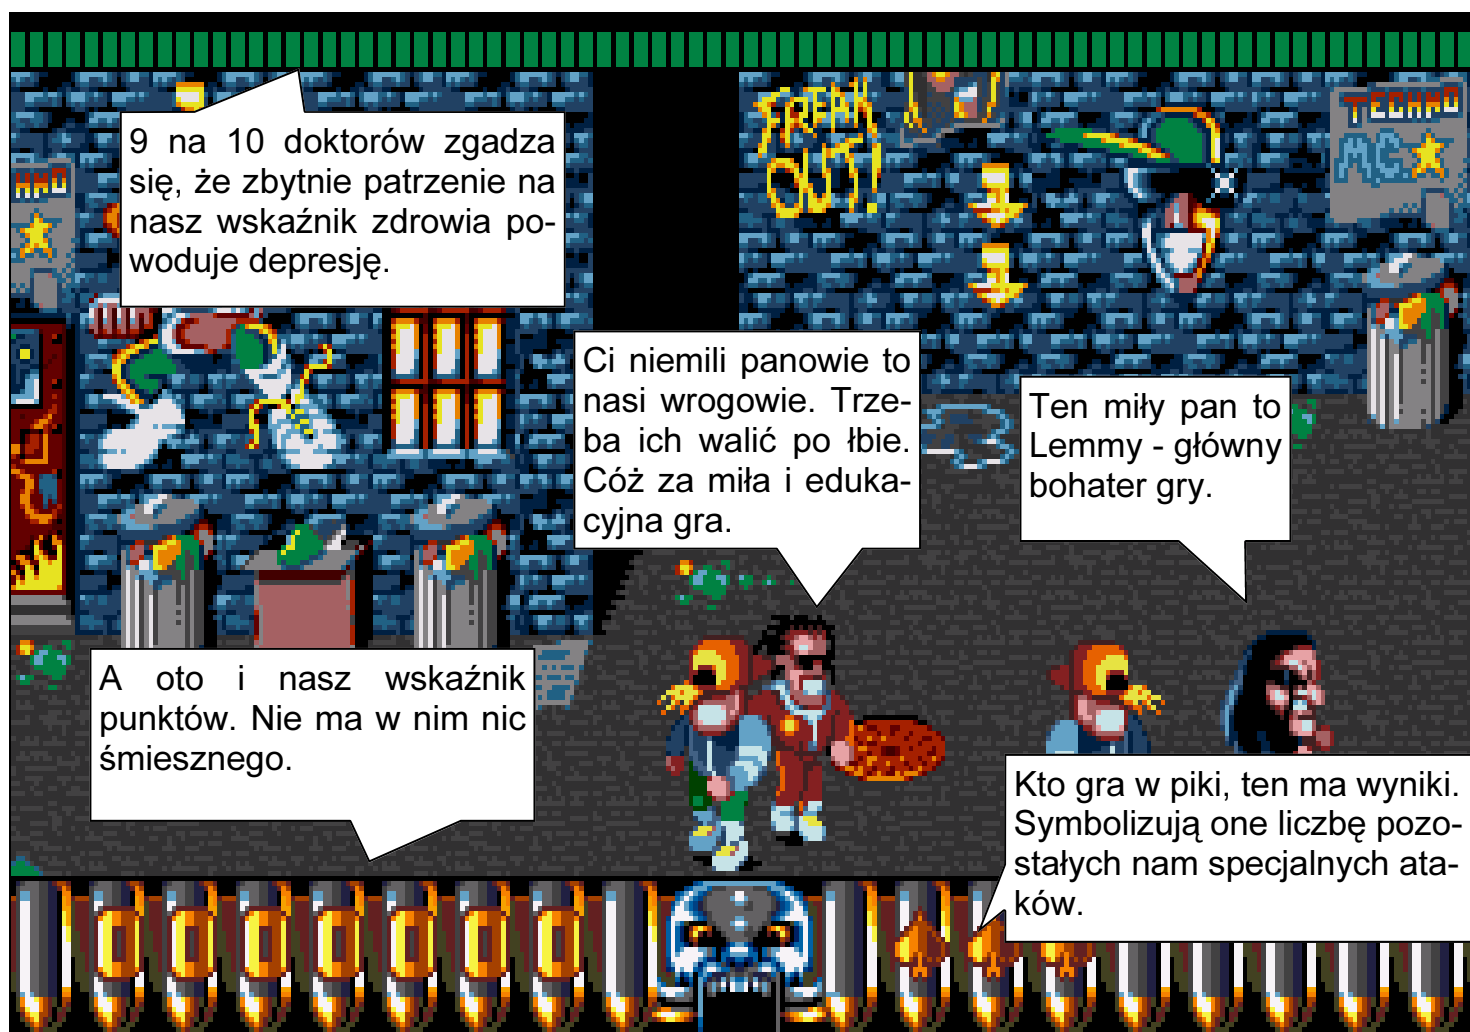 9 na 10 doktorów zgadza
się, że zbytnie patrzenie na
nasz wskaźnik zdrowia po-
woduje depresję.
FREAK
OUT!
TECHNO
M.C.
HNO
Ci niemili panowie to
nasi wrogowie. Trze-
ba ich walić po łbie.
Cóż za miła i eduka-
cyjna gra.
Ten miły pan to
Lemmy - główny
bohater gry.
A oto i nasz wskaźnik
punktów. Nie ma w nim nic
śmiesznego.
Kto gra w piki, ten ma wyniki.
Symbolizują one liczbę pozo-
stałych nam specjalnych ata-
ków.